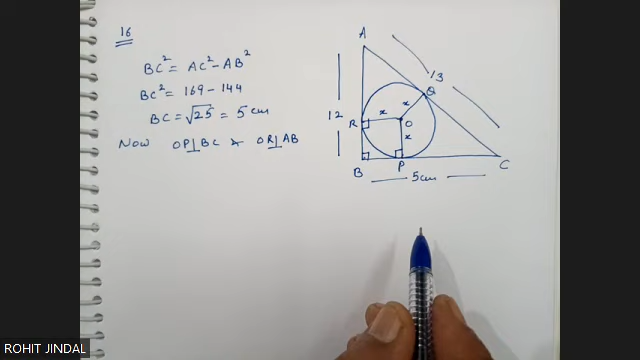 16
BC² = AC² - AB²
BC² = 169 - 144
BC = √25 = 5 cm
Now OP⊥BC & OR⊥AB
A
13
Q
x
x
12
R
O
x
B
P
C
5cm
ROHIT JINDAL